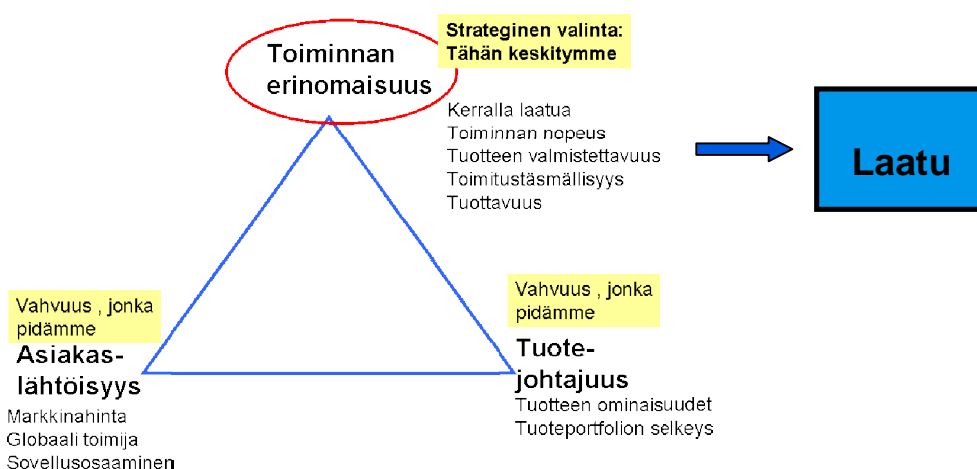 Toiminnan
erinomaisuus
Strateginen valinta:
Tähän keskitymme
Kerralla laatua
Toiminnan nopeus
Tuotteen valmistettavuus
Toimitustäsmällisyys
Tuottavuus
Laatu
Vahvuus , jonka
pidämme
Asiakas-
lähtöisyys
Markkinahinta
Globaali toimija
Sovellusosaaminen
Vahvuus , jonka
pidämme
Tuote-
johtajuus
Tuotteen ominaisuudet
Tuoteportfolion selkeys